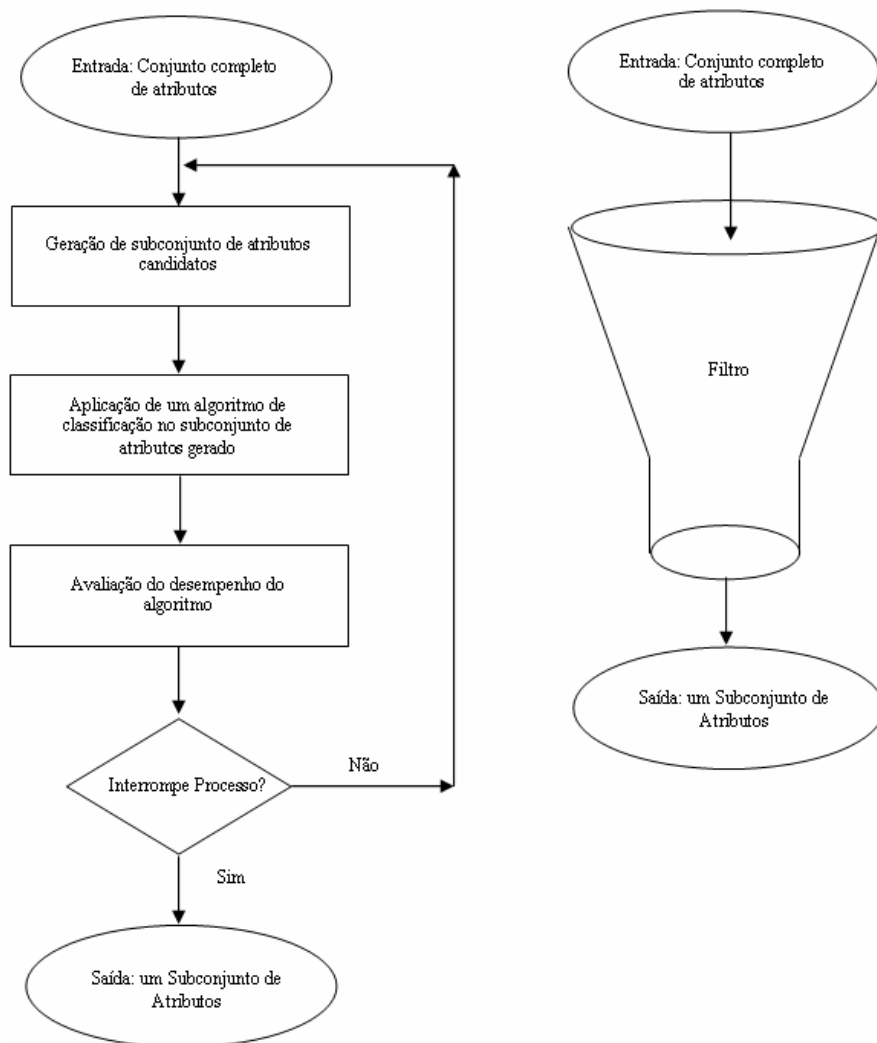 Entrada: Conjunto completo
de atributos
Geração de subconjunto de atributos
candidatos
Aplicação de um algoritmo de
classificação no subconjunto de
atributos gerado
Avaliação do desempenho do
algoritmo
Interrompe Processo?
Não
Sim
Saída: um Subconjunto de
Atributos
Entrada: Conjunto completo
de atributos
Filtro
Saída: um Subconjunto de
Atributos